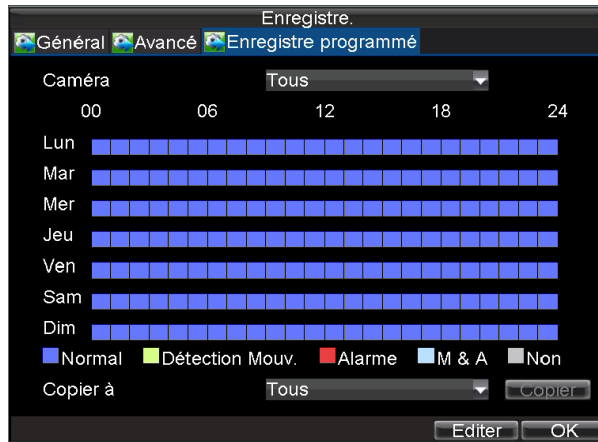 Enregistre.
Général Avancé Enregistre programmé
Caméra Tous
00 06 12 18 24
Lun
Mar
Mer
Jeu
Ven
Sam
Dim
Normal Détection Mouv. Alarme M & A Non
Copier à Tous Copier
Editer OK